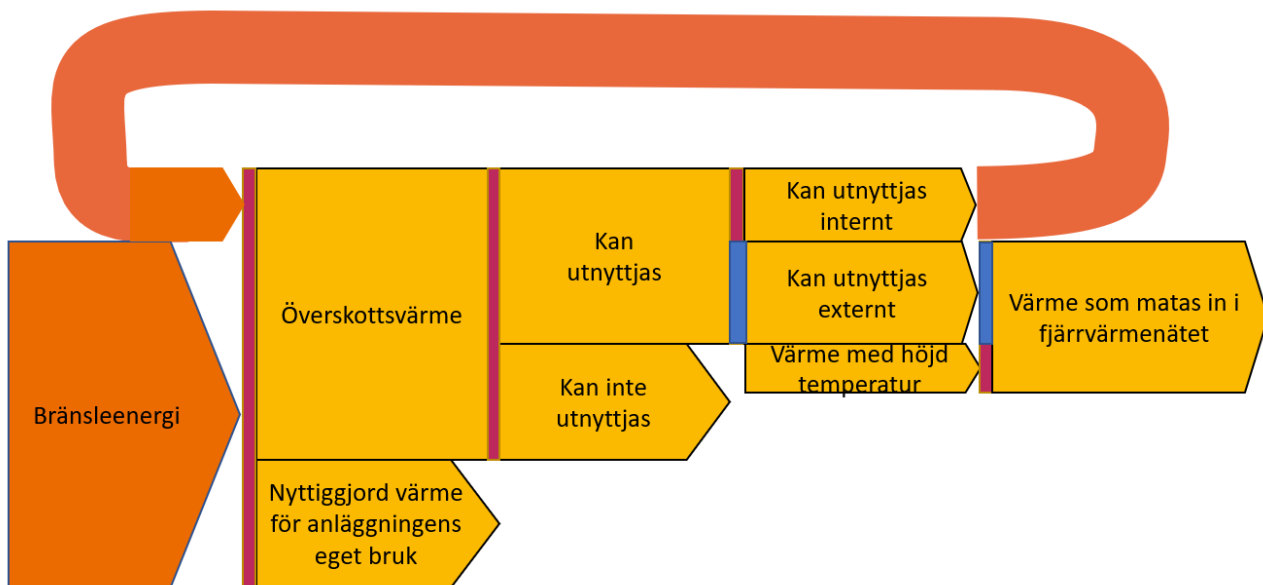 Kan utnyttjas
internt
Kan
utnyttjas
Kan utnyttjas
externt
Överskottsvärme
Värme som matas in i
fjärrvärmenätet
Värme med höjd
temperatur
Kan inte
utnyttjas
Bränsleenergi
Nyttiggjord värme
för anläggningens
eget bruk